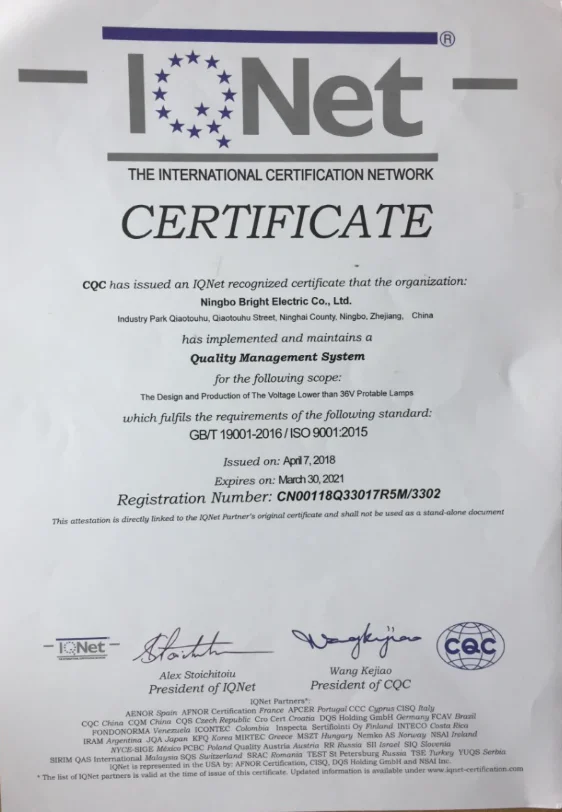 IQNet®
THE INTERNATIONAL CERTIFICATION NETWORK
CERTIFICATE
CQC has issued an IQNet recognized certificate that the organization:
Ningbo Bright Electric Co., Ltd.
Industry Park Qiaotouhu, Qiaotouhu Street, Ninghai County, Ningbo, Zhejiang, China
has implemented and maintains a
Quality Management System
for the following scope:
The Design and Production of The Voltage Lower than 36V Protable Lamps
which fulfils the requirements of the following standard:
GB/T 19001-2016 / ISO 9001:2015
Issued on: April 7, 2018
Expires on: March 30, 2021
Registration Number: CN00118Q33017R5M/3302
This attestation is directly linked to the IQNet Partner's original certificate and shall not be used as a stand-alone document
IQNet
CQC
Alex Stoichitoiu
President of IQNet
Wang Kejiao
President of CQC
IQNet Partners*:
AENOR Spain AFNOR Certification France APCER Portugal CCC Cyprus CISQ Italy
CQC China CQM China CQS Czech Republic Cro Cert Croatia DQS Holding GmbH Germany FCAV Brazil
FONDONORMA Venezuela ICONTEC Colombia Inspecta Sertifiointi Oy Finland INTECO Costa Rica
IRAM Argentina JQA Japan KFQ Korea MIRTEC Greece MSZT Hungary Nemko AS Norway NSAI Ireland
NYCE-SIGE México PCBC Poland Quality Austria Austria RR Russia SII Israel SIQ Slovenia
SIRIM QAS International Malaysia SQS Switzerland SRAC Romania TEST St Petersburg Russia TSE Turkey YUQS Serbia
IQNet is represented in the USA by: AFNOR Certification, CISQ, DQS Holding GmbH and NSAI Inc.
* The list of IQNet partners is valid at the time of issue of this certificate. Updated information is available under www.iqnet-certification.com